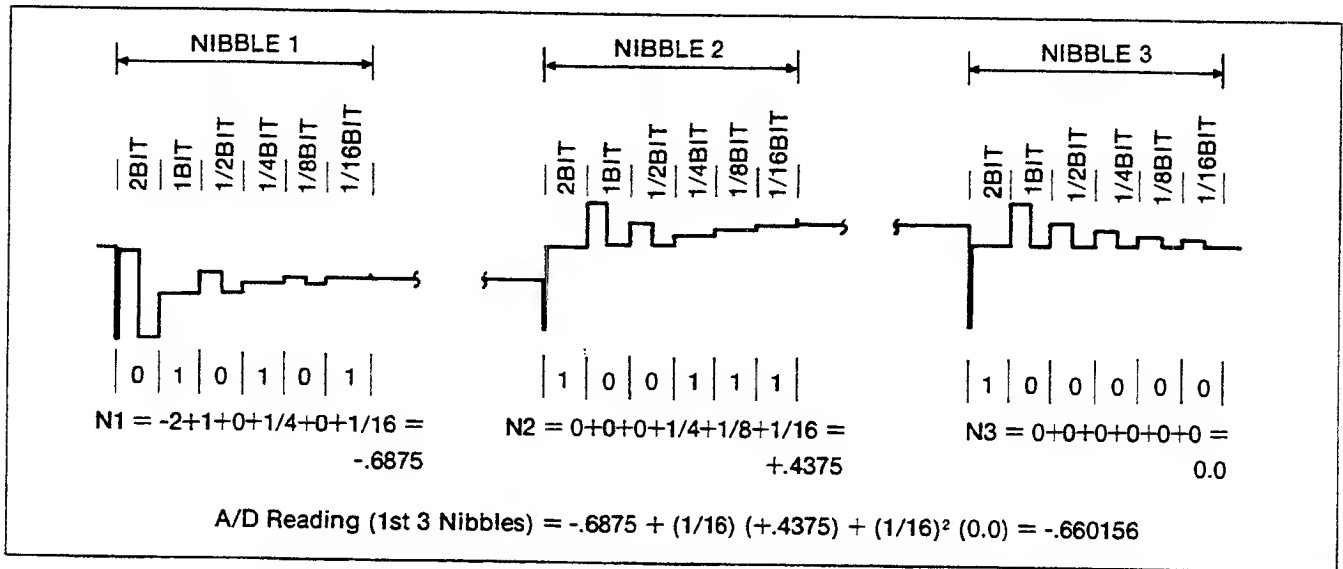 NIBBLE 1
2BIT
1BIT
1/2BIT
1/4BIT
1/8BIT
1/16BIT
0 1 0 1 0 1
N1 = -2+1+0+1/4+0+1/16 =
-.6875
NIBBLE 2
2BIT
1BIT
1/2BIT
1/4BIT
1/8BIT
1/16BIT
1 0 0 1 1 1
N2 = 0+0+0+1/4+1/8+1/16 =
+.4375
NIBBLE 3
2BIT
1BIT
1/2BIT
1/4BIT
1/8BIT
1/16BIT
1 0 0 0 0 0
N3 = 0+0+0+0+0+0 =
0.0
A/D Reading (1st 3 Nibbles) = -.6875 + (1/16) (+.4375) + (1/16)² (0.0) = -.660156